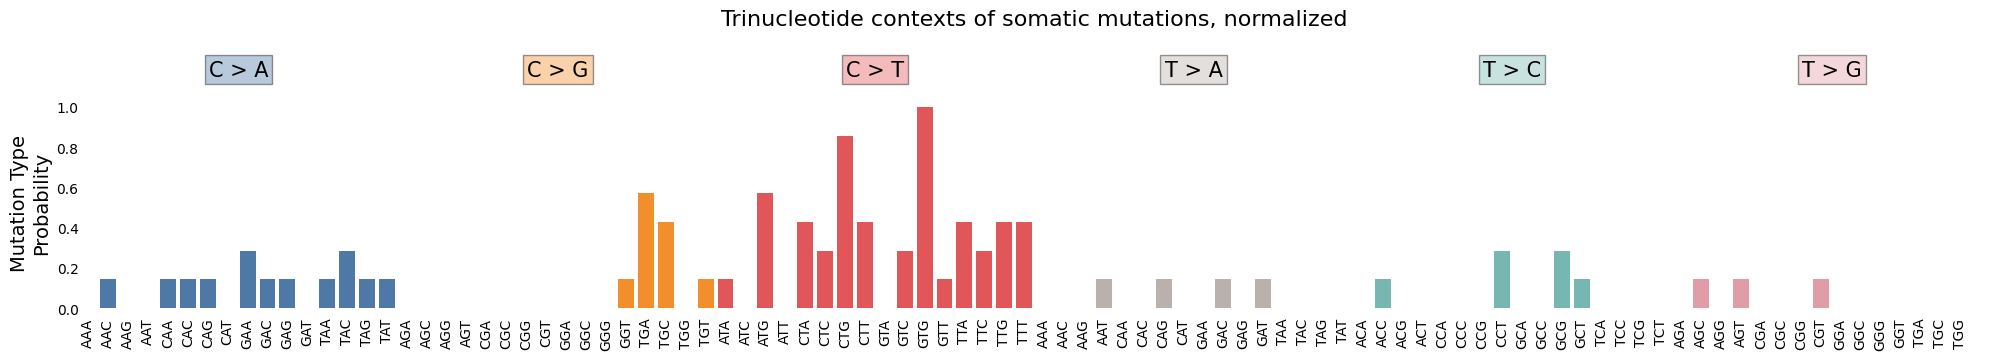 Trinucleotide contexts of somatic mutations, normalized
C > A
C > G
C > T
T > A
T > C
T > G
Mutation Type
Probability
1.0
0.8
0.6
0.4
0.2
0.0
AAA AAC AAG AAT CAA CAC CAG CAT GAA GAC GAG GAT TAA TAC TAG TAT AGA AGC AGG AGT CGA CGC CGG CGT GGA GGC GGG GGT TGA TGC TGG TGT ATA ATC ATG ATT CTA CTC CTG CTT GTA GTC GTG GTT TTA TTC TTG TTT AAA AAC AAG AAT CAA CAC CAG CAT GAA GAC GAG GAT TAA TAC TAG TAT ACA ACC ACG ACT CCA CCC CCG CCT GCA GCC GCG GCT TCA TCC TCG TCT AGA AGC AGG AGT CGA CGC CGG CGT GGA GGC GGG GGT TGA TGC TGG